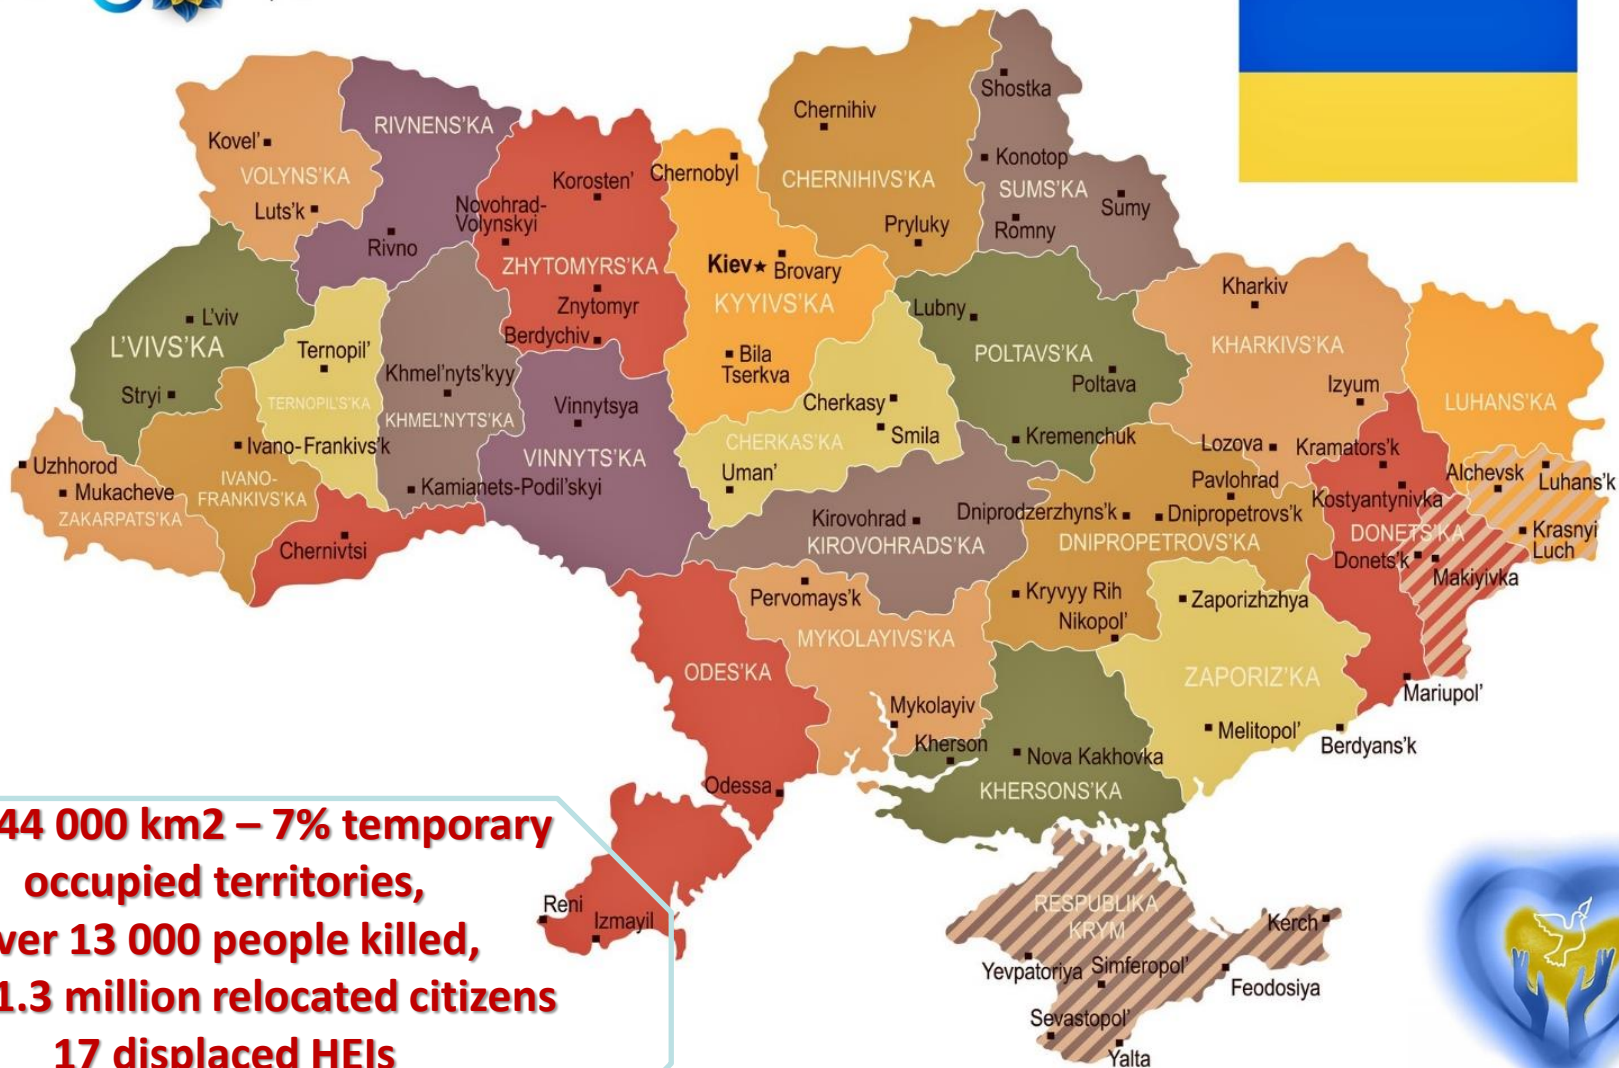 Shostka
Chernihiv
RIVNENS'KA
Kovel'
Konotop
Chernobyl
VOLYNS'KA
Korosten'
CHERNIHIVS'KA
SUMS'KA
Luts'k
Novohrad-
Volynskyi
Sumy
Pryluky
Romny
Rivno
ZHYTOMYRS'KA
Kiev
Brovary
Kharkiv
Znytomyr
KYYIVS'KA
Lubny
L'viv
Berdychiv
L'VIVS'KA
Ternopil'
KHARKIVS'KA
POLTAVS'KA
Bila
Tserkva
Khmel'nyts'kyy
Poltava
Izyum
Stryi
TERNOPIL'S'KA
Vinnytsya
Cherkasy
LUHANS'KA
KHMEL'NYTS'KA
Smila
Kremenchuk
CHERKAS'KA
Ivano-Frankivs'k
Lozova
Kramators'k
VINNYTS'KA
Uzhhorod
Uman'
Alchevsk
Luhans'k
IVANO-
FRANKIVS'KA
Mukacheve
Kamianets-Podil'skyi
Pavlohrad
Kostyantynivka
ZAKARPATS'KA
Kirovohrad
Dniprodzerzhyns'k
Dnipropetrovs'k
DONETS'KA
Krasnyi
Luch
Chernivtsi
KIROVOHRADS'KA
DNIPROPETROVS'KA
Donets'k
Makiyivka
Pervomays'k
Kryvyy Rih
Zaporizhzhya
Nikopol'
MYKOLAYIVS'KA
ODES'KA
ZAPORIZ'KA
Mariupol'
Mykolayiv
Melitopol'
Kherson
Nova Kakhovka
Berdyans'k
Odessa
KHERSONS'KA
44 000 km2 – 7% temporary
occupied territories,
ver 13 000 people killed,
1.3 million relocated citizens
17 displaced HEIs
Reni
Izmayil
RESPUBLIKA
KRYM
Kerch
Yevpatoriya
Simferopol'
Feodosiya
Sevastopol'
Yalta